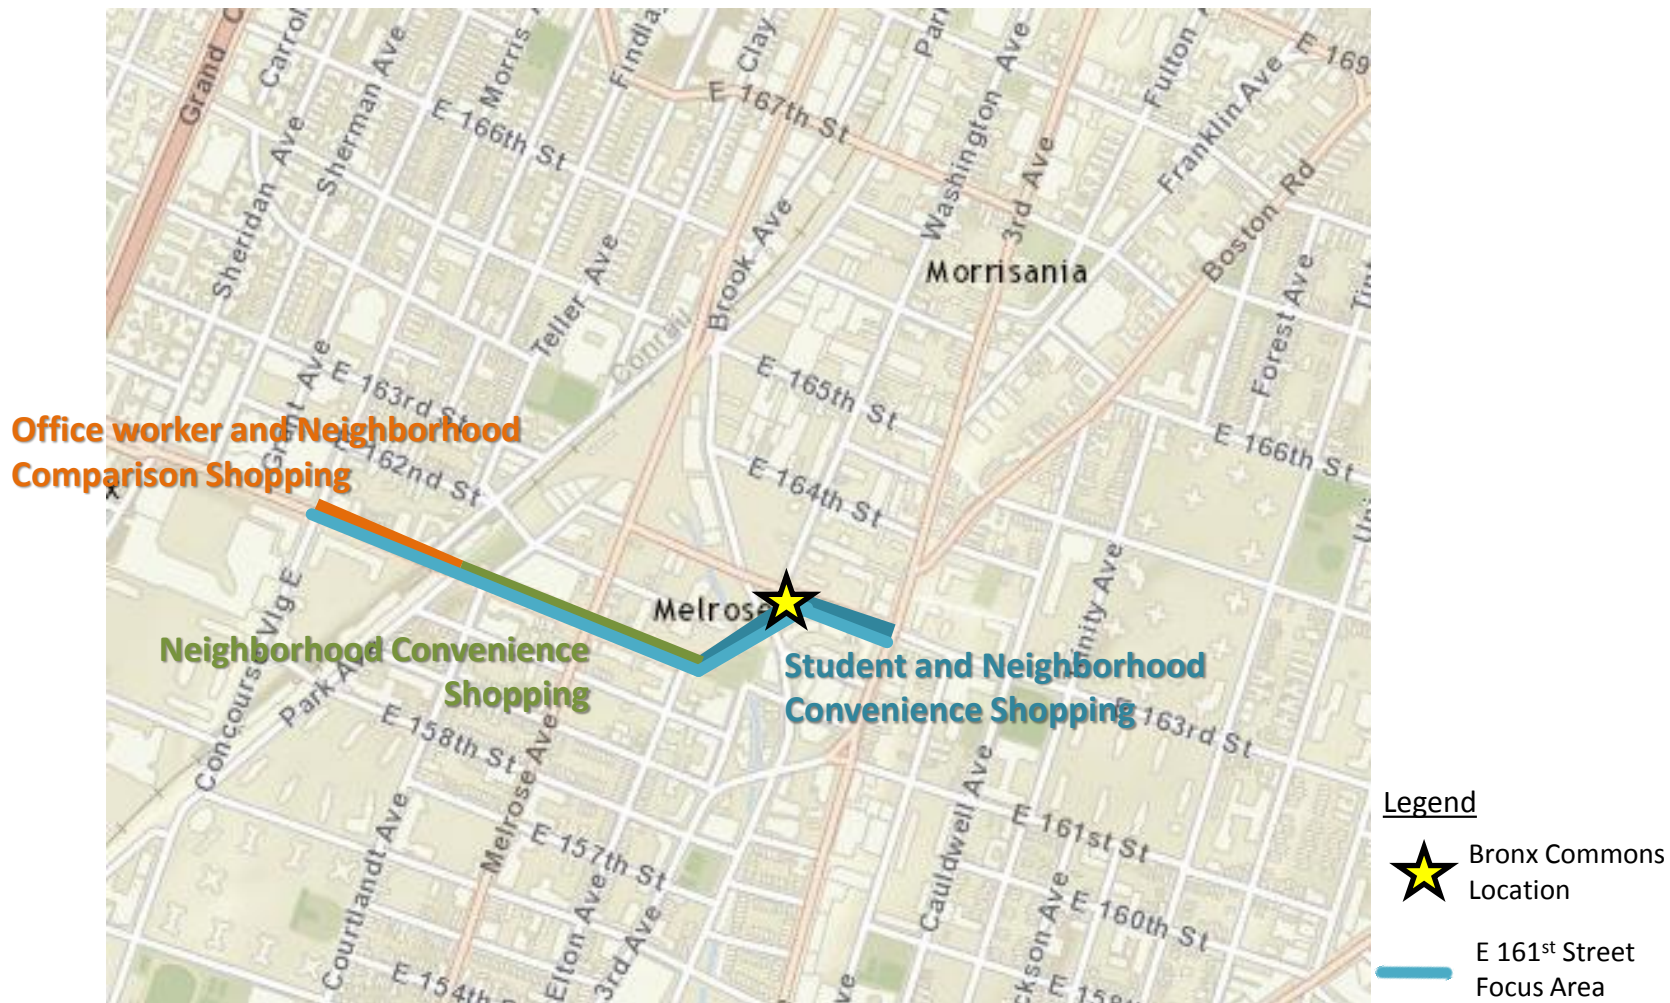 Grand C
Carrol
Sherman Ave
Morris
Findlay
Clay
Park
Washington Ave
Fulton
E 169
Franklin Ave
E 167th St
E 166th St
3rd Ave
Boston Rd
Sheridan Ave
Brook Ave
Morrisania
Teller Ave
Conrail
Forest Ave
Grant Ave
E 163rd St
E 165th St
E 166th St
Office worker and Neighborhood
Comparison Shopping
E 162nd St
E 164th St
Concourse Vlg E
Melrose
Trinity Ave
Neighborhood Convenience
Shopping
Student and Neighborhood
Convenience Shopping
Park Ave
E 163rd St
E 158th St
Melrose Ave
Cauldwell Ave
E 161st St
E 157th St
Courtlandt Ave
Elton Ave
3rd Ave
E 160th St
ckson Ave
E 154th S
Ave
E 158th
Legend
Bronx Commons
Location
E 161st Street
Focus Area